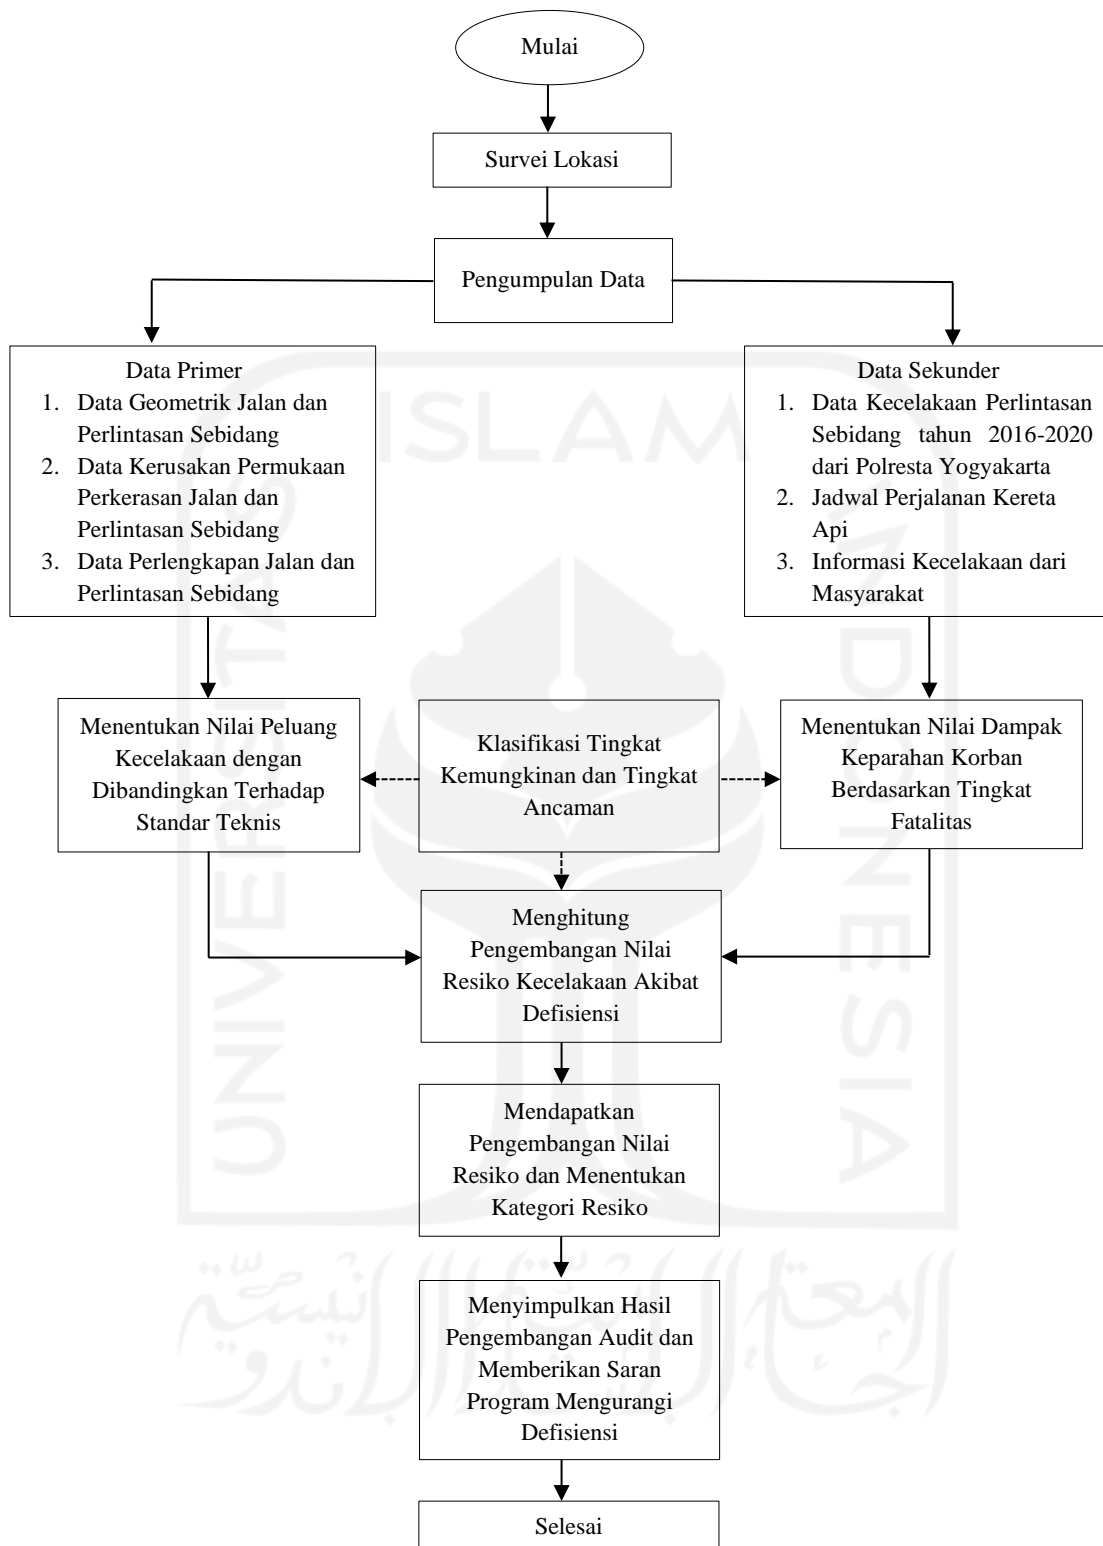 Mulai
Survei Lokasi
Pengumpulan Data
Data Primer
1. Data Geometrik Jalan dan
Perlintasan Sebidang
2. Data Kerusakan Permukaan
Perkerasan Jalan dan
Perlintasan Sebidang
3. Data Perlengkapan Jalan dan
Perlintasan Sebidang
Data Sekunder
1. Data Kecelakaan Perlintasan
Sebidang tahun 2016-2020
dari Polresta Yogyakarta
2. Jadwal Perjalanan Kereta
Api
3. Informasi Kecelakaan dari
Masyarakat
Menentukan Nilai Peluang
Kecelakaan dengan
Dibandingkan Terhadap
Standar Teknis
Klasifikasi Tingkat
Kemungkinan dan Tingkat
Ancaman
Menentukan Nilai Dampak
Keparahan Korban
Berdasarkan Tingkat
Fatalitas
Menghitung
Pengembangan Nilai
Resiko Kecelakaan Akibat
Defisiensi
Mendapatkan
Pengembangan Nilai
Resiko dan Menentukan
Kategori Resiko
Menyimpulkan Hasil
Pengembangan Audit dan
Memberikan Saran
Program Mengurangi
Defisiensi
Selesai
UNIVERSITAS
ISLAM
INDONESIA